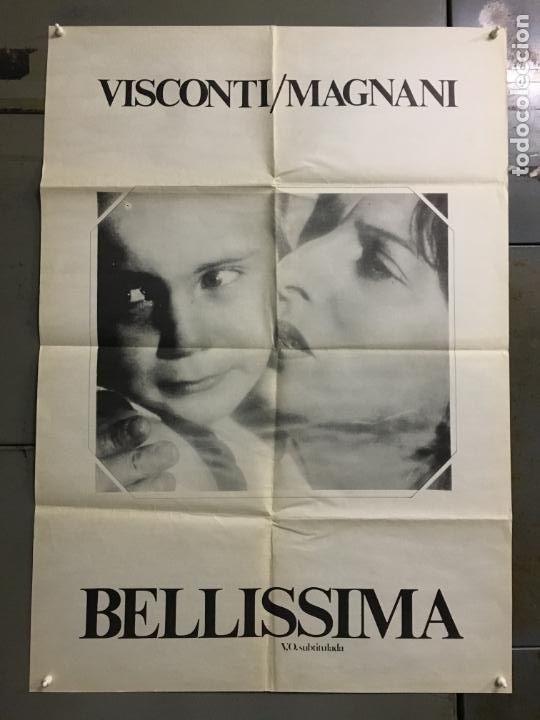 VISCONTI/MAGNANI
BELLISSIMA
V.O. subtitulada
todocoleccion